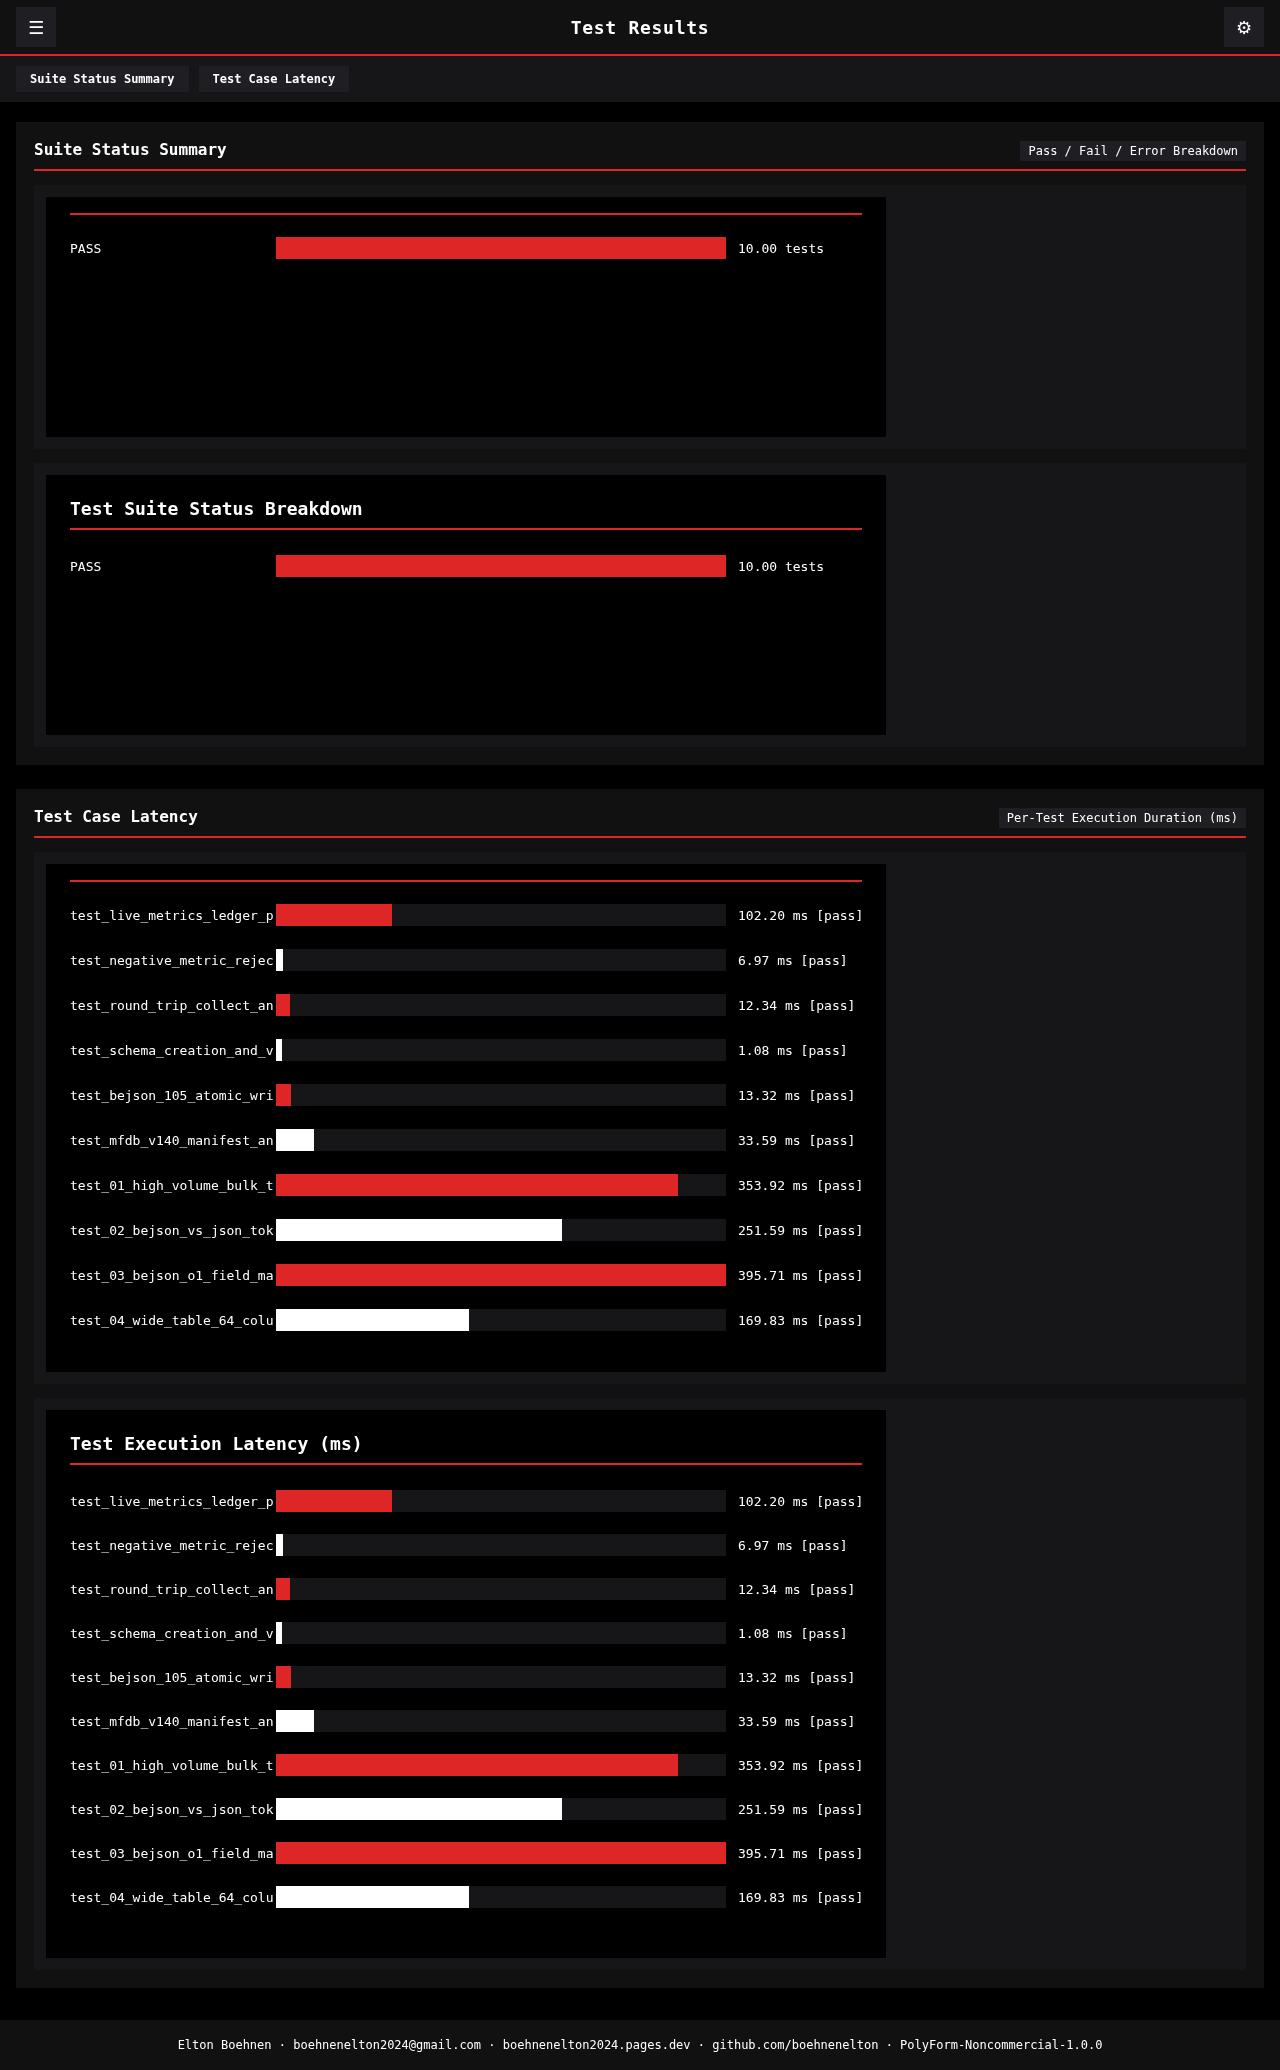 ☰ Test Results ⚙
Suite Status Summary Test Case Latency
Suite Status Summary Pass / Fail / Error Breakdown
PASS 10.00 tests
Test Suite Status Breakdown
PASS 10.00 tests
Test Case Latency Per-Test Execution Duration (ms)
test_live_metrics_ledger_p 102.20 ms [pass]
test_negative_metric_rejec 6.97 ms [pass]
test_round_trip_collect_an 12.34 ms [pass]
test_schema_creation_and_v 1.08 ms [pass]
test_bejson_105_atomic_wri 13.32 ms [pass]
test_mfdb_v140_manifest_an 33.59 ms [pass]
test_01_high_volume_bulk_t 353.92 ms [pass]
test_02_bejson_vs_json_tok 251.59 ms [pass]
test_03_bejson_o1_field_ma 395.71 ms [pass]
test_04_wide_table_64_colu 169.83 ms [pass]
Test Execution Latency (ms)
test_live_metrics_ledger_p 102.20 ms [pass]
test_negative_metric_rejec 6.97 ms [pass]
test_round_trip_collect_an 12.34 ms [pass]
test_schema_creation_and_v 1.08 ms [pass]
test_bejson_105_atomic_wri 13.32 ms [pass]
test_mfdb_v140_manifest_an 33.59 ms [pass]
test_01_high_volume_bulk_t 353.92 ms [pass]
test_02_bejson_vs_json_tok 251.59 ms [pass]
test_03_bejson_o1_field_ma 395.71 ms [pass]
test_04_wide_table_64_colu 169.83 ms [pass]
Elton Boehnen · boehnenelton2024@gmail.com · boehnenelton2024.pages.dev · github.com/boehnenelton · PolyForm-Noncommercial-1.0.0